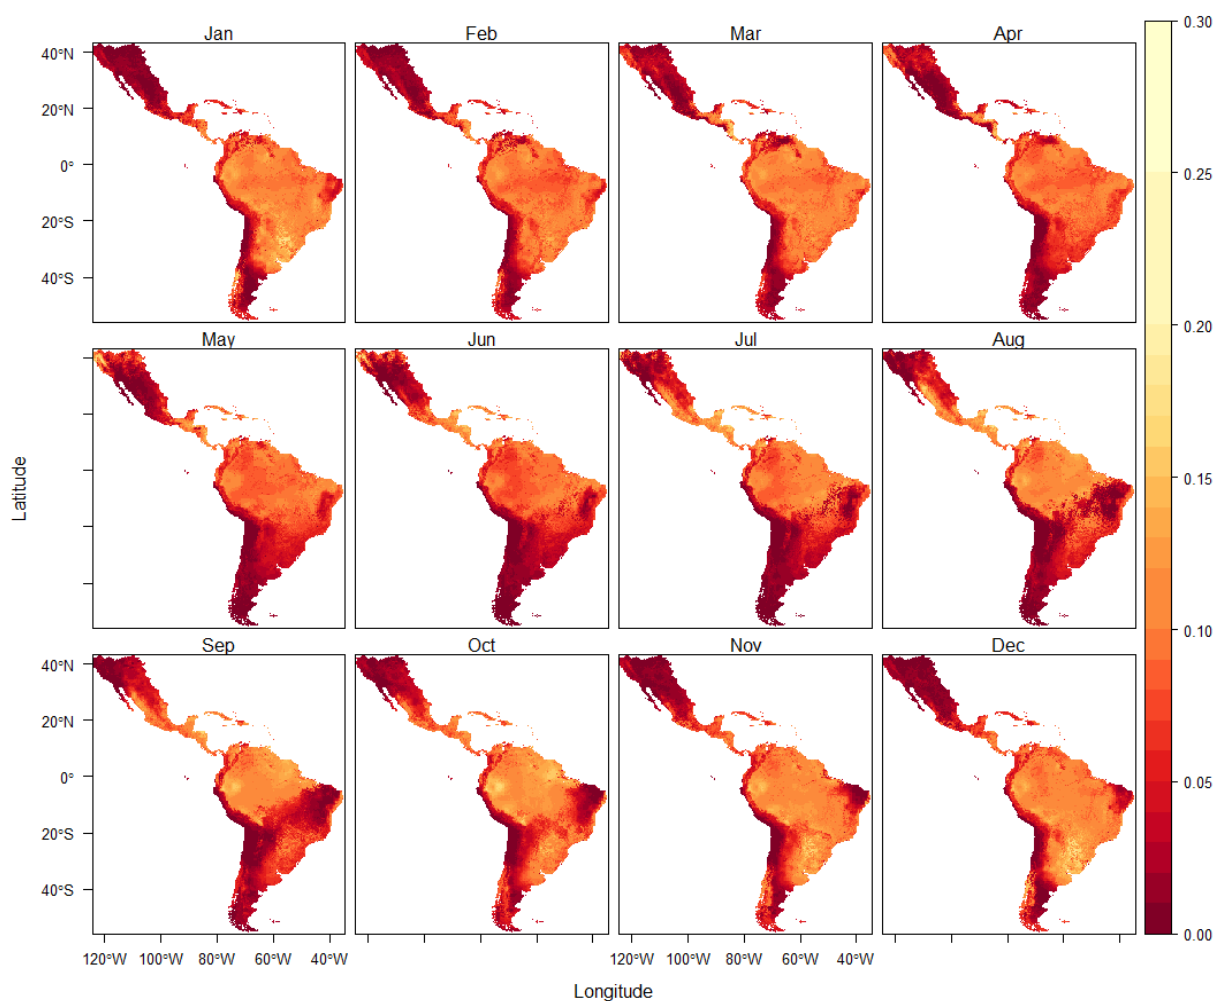 Jan Feb Mar Apr
40°N
20°N
0°
20°S
40°S
May Jun Jul Aug
Sep Oct Nov Dec
40°N
20°N
0°
20°S
40°S
120°W 100°W 80°W 60°W 40°W
120°W 100°W 80°W 60°W 40°W
Longitude
Latitude
0.30
0.25
0.20
0.15
0.10
0.05
0.00